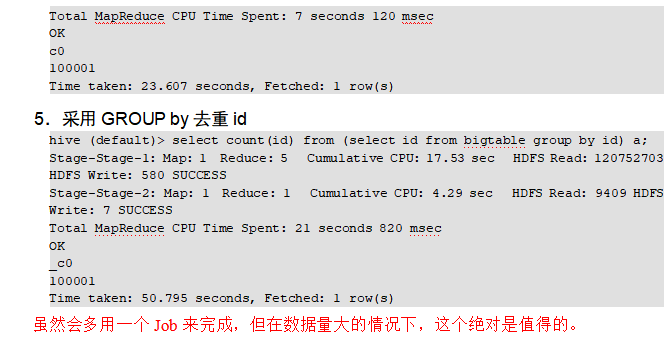 Total MapReduce CPU Time Spent: 7 seconds 120 msec
OK
c0
100001
Time taken: 23.607 seconds, Fetched: 1 row(s)
5．采用 GROUP by 去重 id
hive (default)> select count(id) from (select id from bigtable group by id) a;
Stage-Stage-1: Map: 1  Reduce: 5   Cumulative CPU: 17.53 sec   HDFS Read: 120752703
HDFS Write: 580 SUCCESS
Stage-Stage-2: Map: 1  Reduce: 1   Cumulative CPU: 4.29 sec   HDFS Read: 9409 HDFS
Write: 7 SUCCESS
Total MapReduce CPU Time Spent: 21 seconds 820 msec
OK
_c0
100001
Time taken: 50.795 seconds, Fetched: 1 row(s)
虽然会多用一个 Job 来完成，但在数据量大的情况下，这个绝对是值得的。